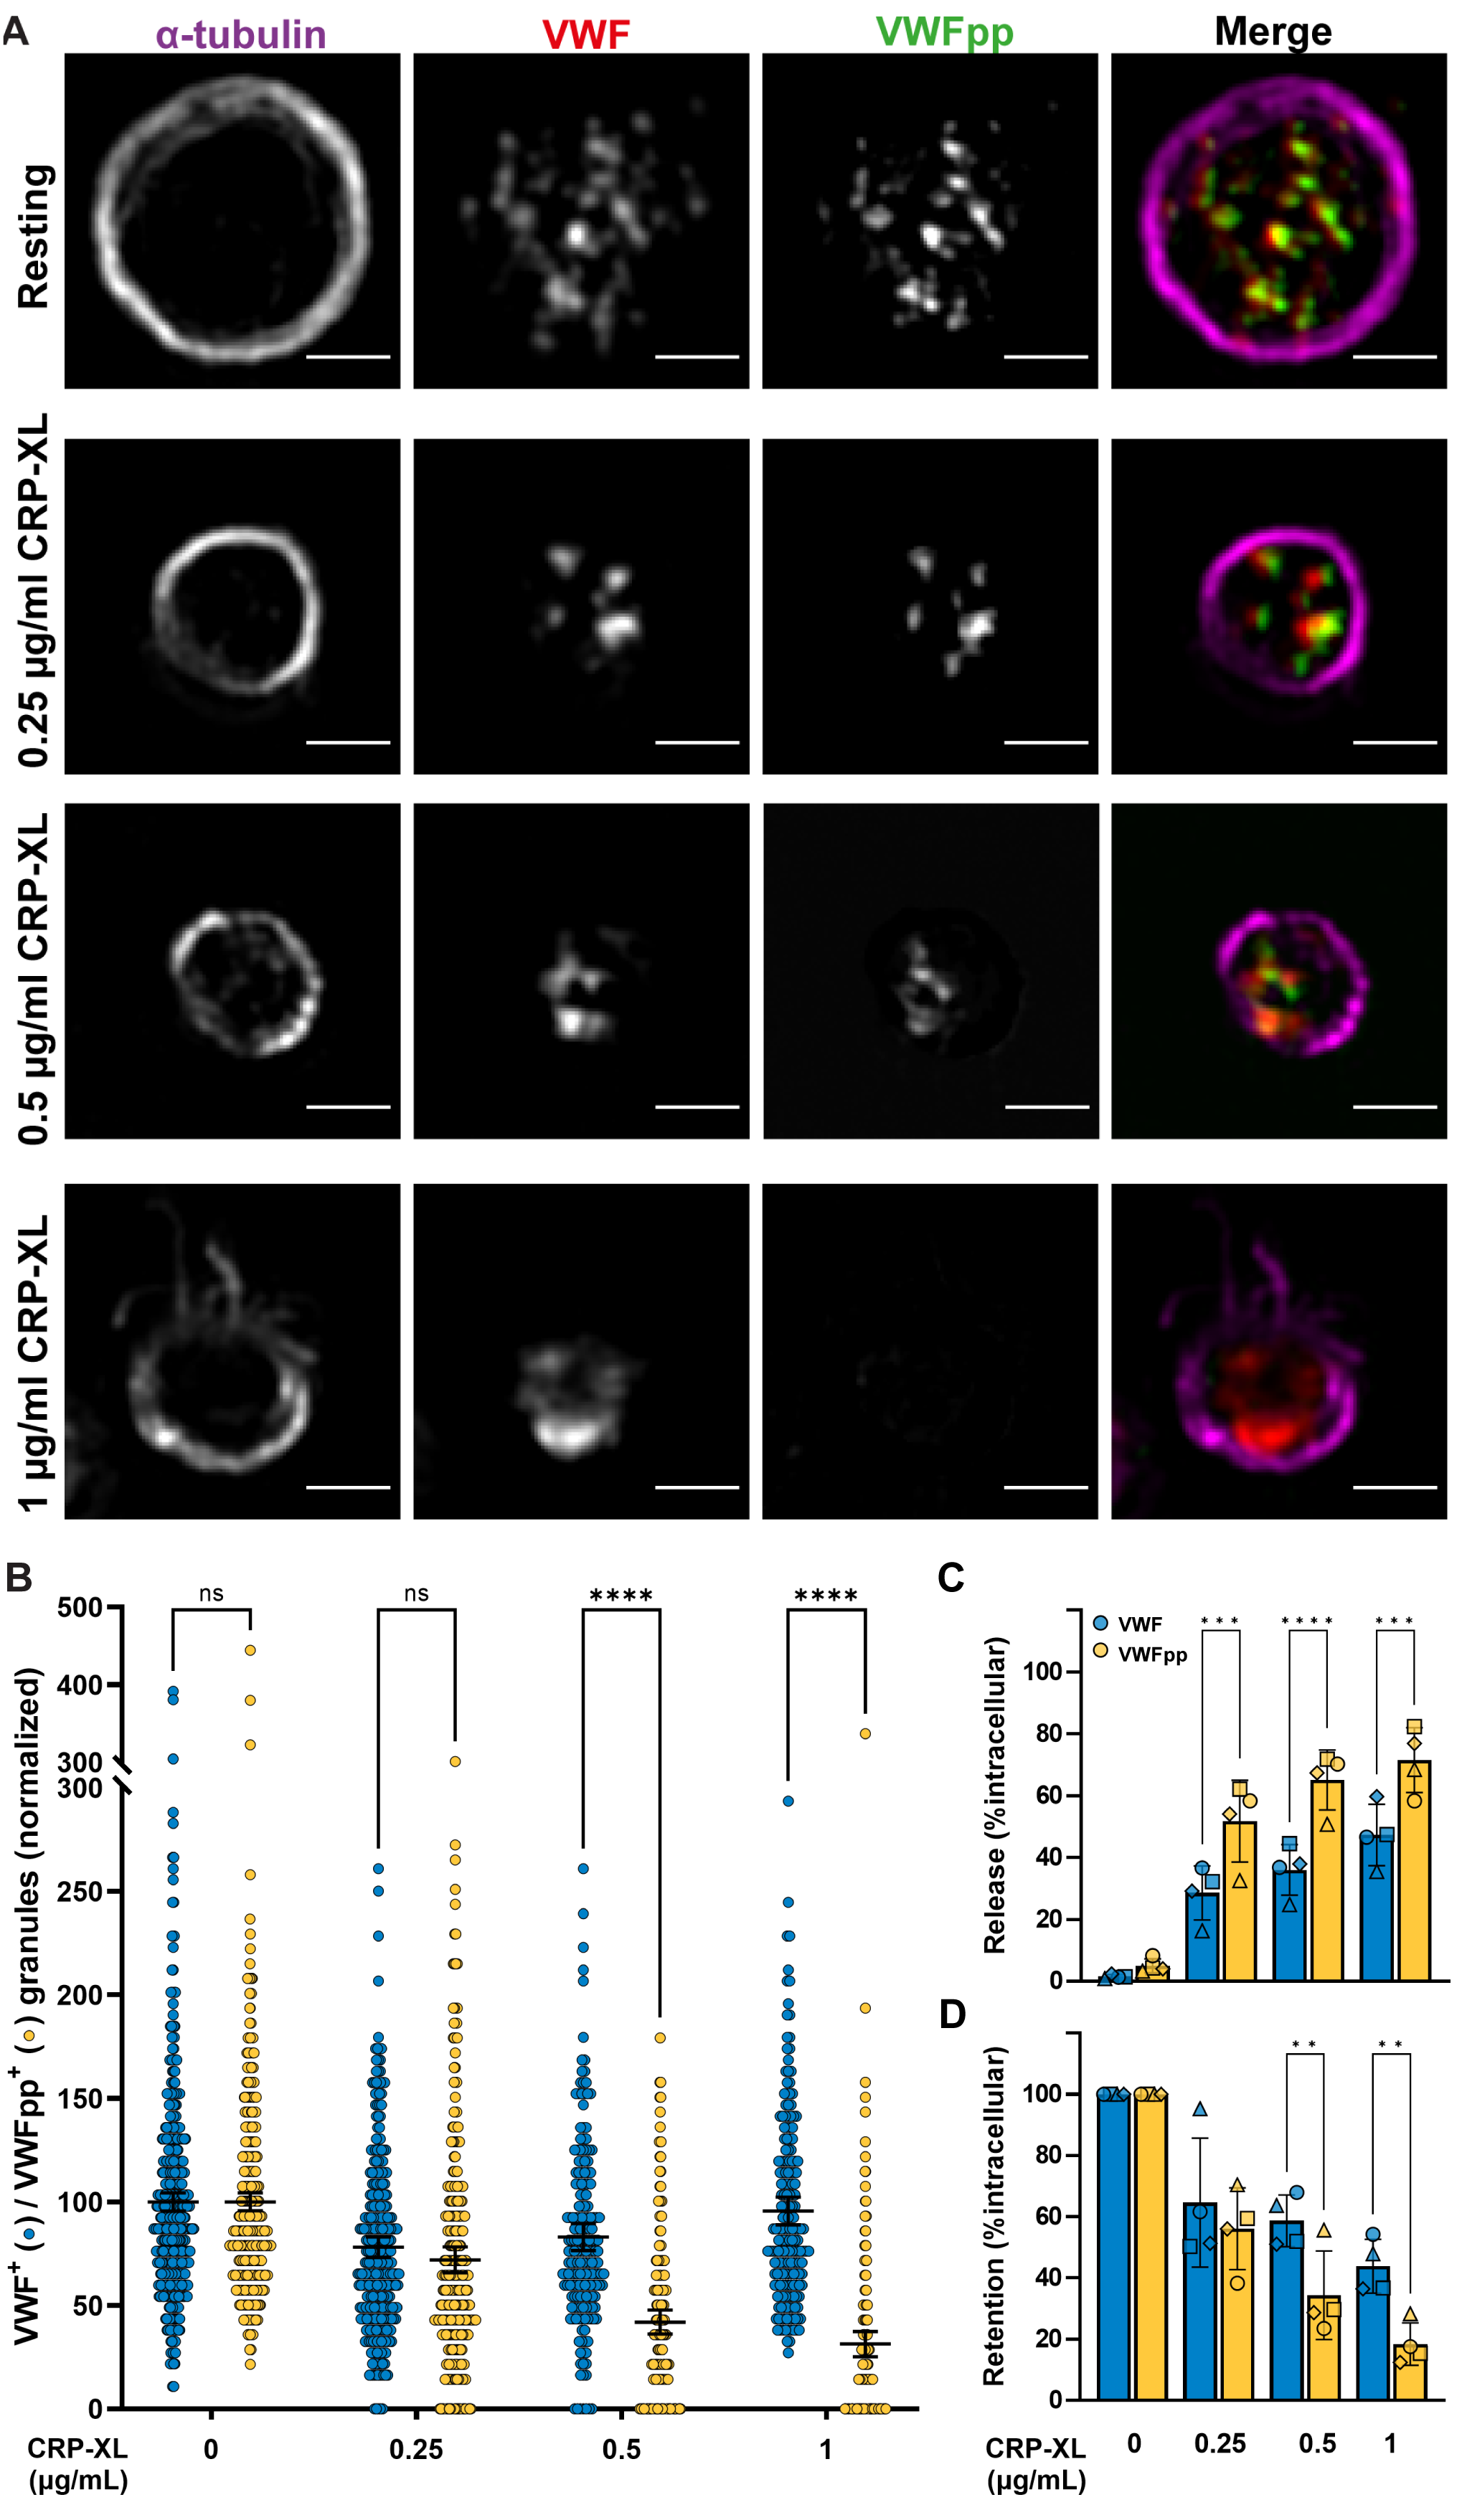 A
α-tubulin VWF VWFpp Merge
Resting
0.25 µg/ml CRP-XL
0.5 µg/ml CRP-XL
1 µg/ml CRP-XL
B
VWF+ (●) / VWFpp+ (●) granules (normalized)
500
400
300
300
250
200
150
100
50
0
ns ns **** ****
0 0.25 0.5 1
CRP-XL
(µg/mL)
C
Release (%intracellular)
100
80
60
40
20
0
VWF
VWFpp
*** **** ***
D
Retention (%intracellular)
100
80
60
40
20
0
** **
0 0.25 0.5 1
CRP-XL
(µg/mL)